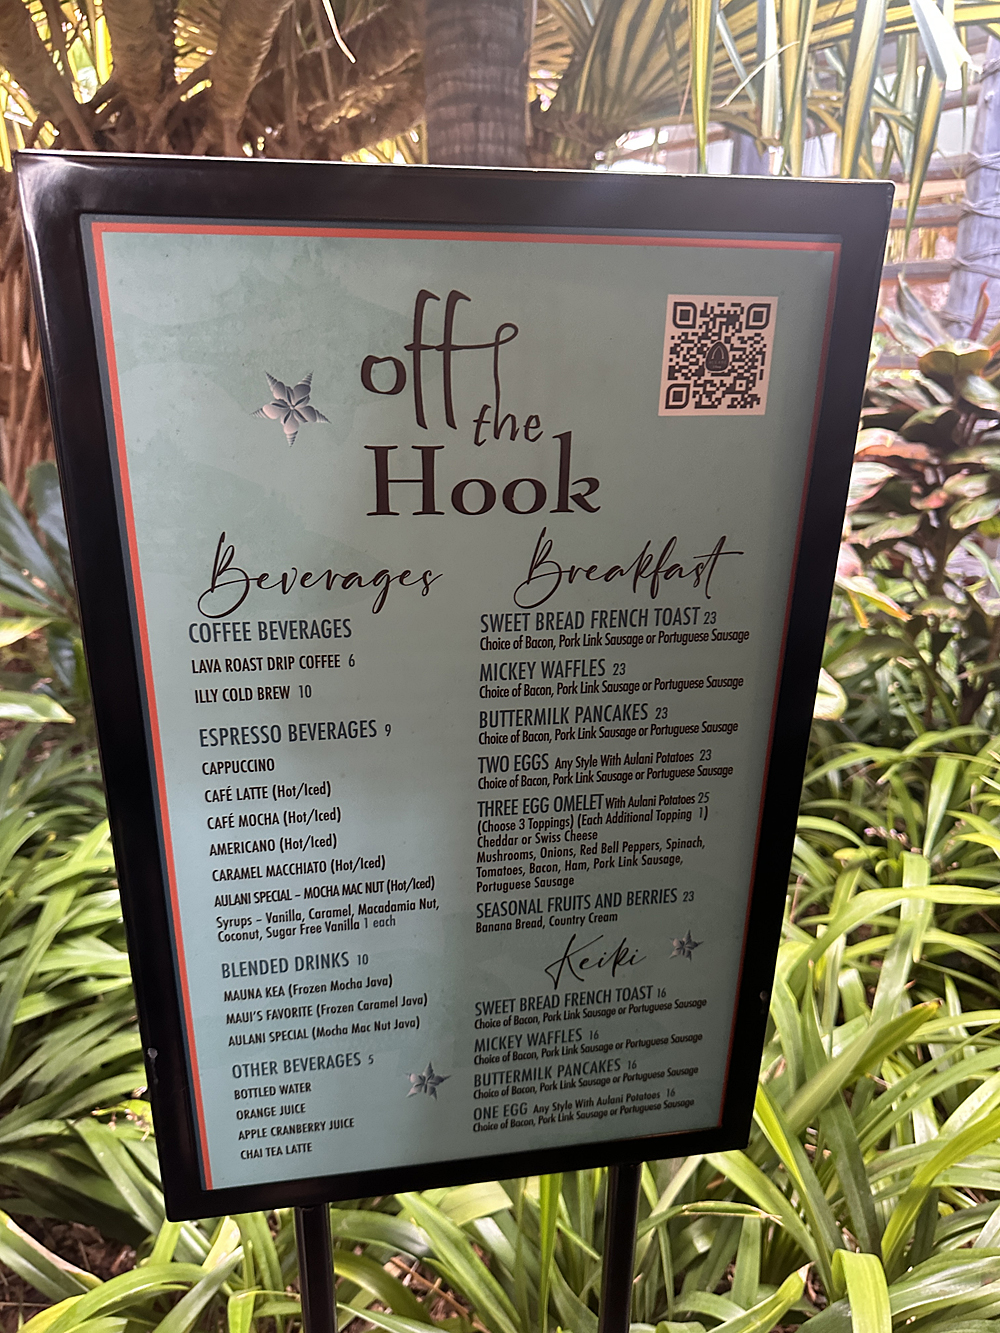 off
the
Hook
Beverages
COFFEE BEVERAGES
LAVA ROAST DRIP COFFEE 6
ILLY COLD BREW 10
ESPRESSO BEVERAGES 9
CAPPUCCINO
CAFÉ LATTE (Hot/Iced)
CAFÉ MOCHA (Hot/Iced)
AMERICANO (Hot/Iced)
CARAMEL MACCHIATO (Hot/Iced)
AULANI SPECIAL – MOCHA MAC NUT (Hot/Iced)
Syrups – Vanilla, Caramel, Macadamia Nut,
Coconut, Sugar Free Vanilla 1 each
BLENDED DRINKS 10
MAUNA KEA (Frozen Mocha Java)
MAUI'S FAVORITE (Frozen Caramel Java)
AULANI SPECIAL (Mocha Mac Nut Java)
OTHER BEVERAGES 5
BOTTLED WATER
ORANGE JUICE
APPLE CRANBERRY JUICE
CHAI TEA LATTE
Breakfast
SWEET BREAD FRENCH TOAST 23
Choice of Bacon, Pork Link Sausage or Portuguese Sausage
MICKEY WAFFLES 23
Choice of Bacon, Pork Link Sausage or Portuguese Sausage
BUTTERMILK PANCAKES 23
Choice of Bacon, Pork Link Sausage or Portuguese Sausage
TWO EGGS Any Style With Aulani Potatoes 23
Choice of Bacon, Pork Link Sausage or Portuguese Sausage
THREE EGG OMELET With Aulani Potatoes 25
(Choose 3 Toppings) (Each Additional Topping 1)
Cheddar or Swiss Cheese
Mushrooms, Onions, Red Bell Peppers, Spinach,
Tomatoes, Bacon, Ham, Pork Link Sausage,
Portuguese Sausage
SEASONAL FRUITS AND BERRIES 23
Banana Bread, Country Cream
Keiki
SWEET BREAD FRENCH TOAST 16
Choice of Bacon, Pork Link Sausage or Portuguese Sausage
MICKEY WAFFLES 16
Choice of Bacon, Pork Link Sausage or Portuguese Sausage
BUTTERMILK PANCAKES 16
Choice of Bacon, Pork Link Sausage or Portuguese Sausage
ONE EGG Any Style With Aulani Potatoes 16
Choice of Bacon, Pork Link Sausage or Portuguese Sausage